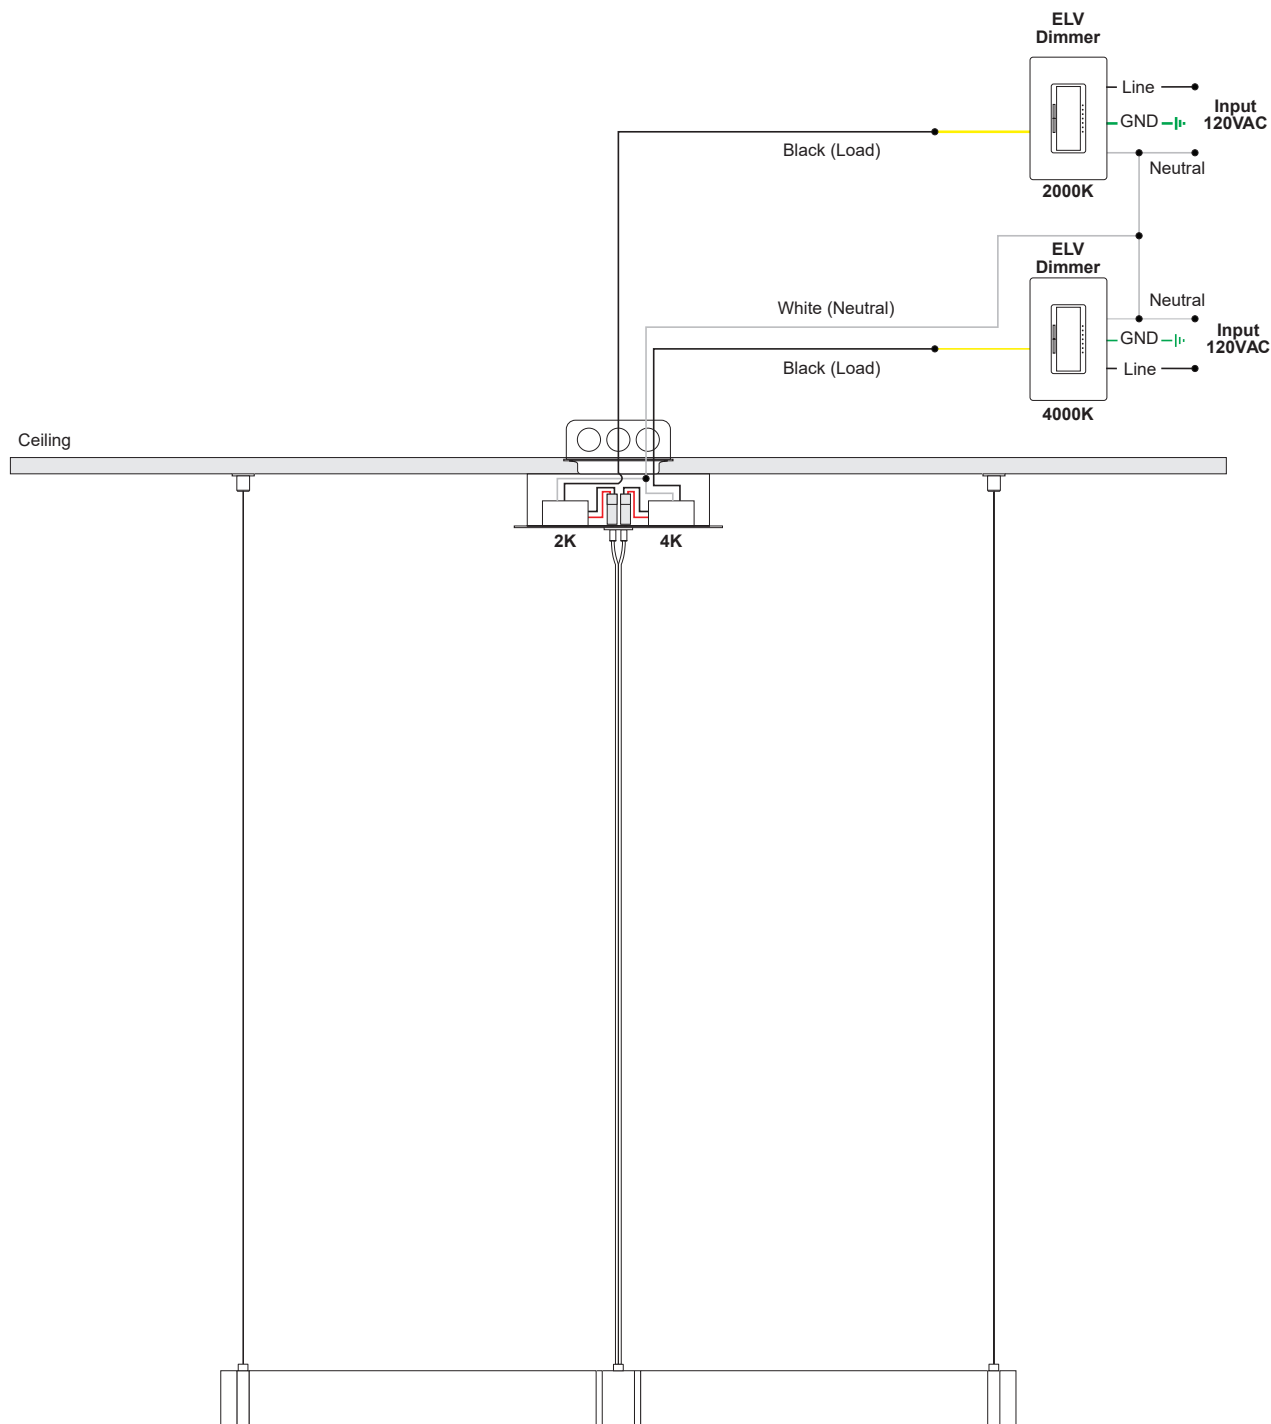 ELV
Dimmer
Line
GND
Input
120VAC
Black (Load)
Neutral
2000K
ELV
Dimmer
Neutral
White (Neutral)
GND
Input
120VAC
Black (Load)
Line
4000K
Ceiling
2K
4K